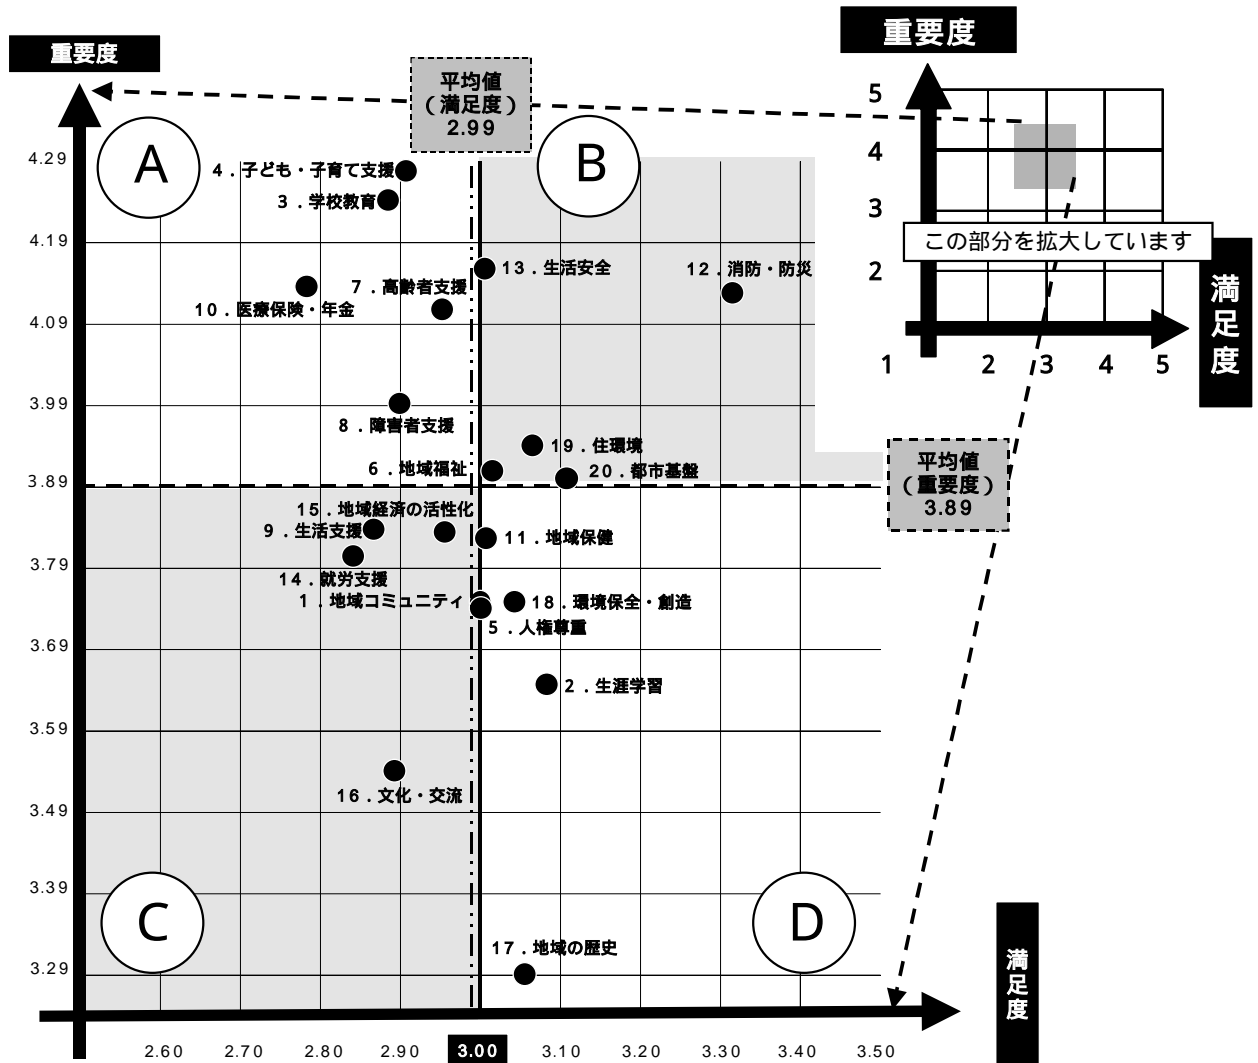 重要度
重要度
平均値
（満足度）
2.99
5
4
3
2
この部分を拡大しています
満足度
1
2
3
4
5
A
B
4.29
4．子ども・子育て支援
3．学校教育
4.19
13．生活安全
12．消防・防災
7．高齢者支援
10．医療保険・年金
4.09
3.99
8．障害者支援
19．住環境
6．地域福祉
20．都市基盤
3.89
平均値
（重要度）
3.89
15．地域経済の活性化
9．生活支援
11．地域保健
3.79
14．就労支援
1．地域コミュニティ
18．環境保全・創造
5．人権尊重
3.69
2．生涯学習
3.59
16．文化・交流
3.49
3.39
C
D
17．地域の歴史
3.29
満足度
2.60
2.70
2.80
2.90
3.00
3.10
3.20
3.30
3.40
3.50